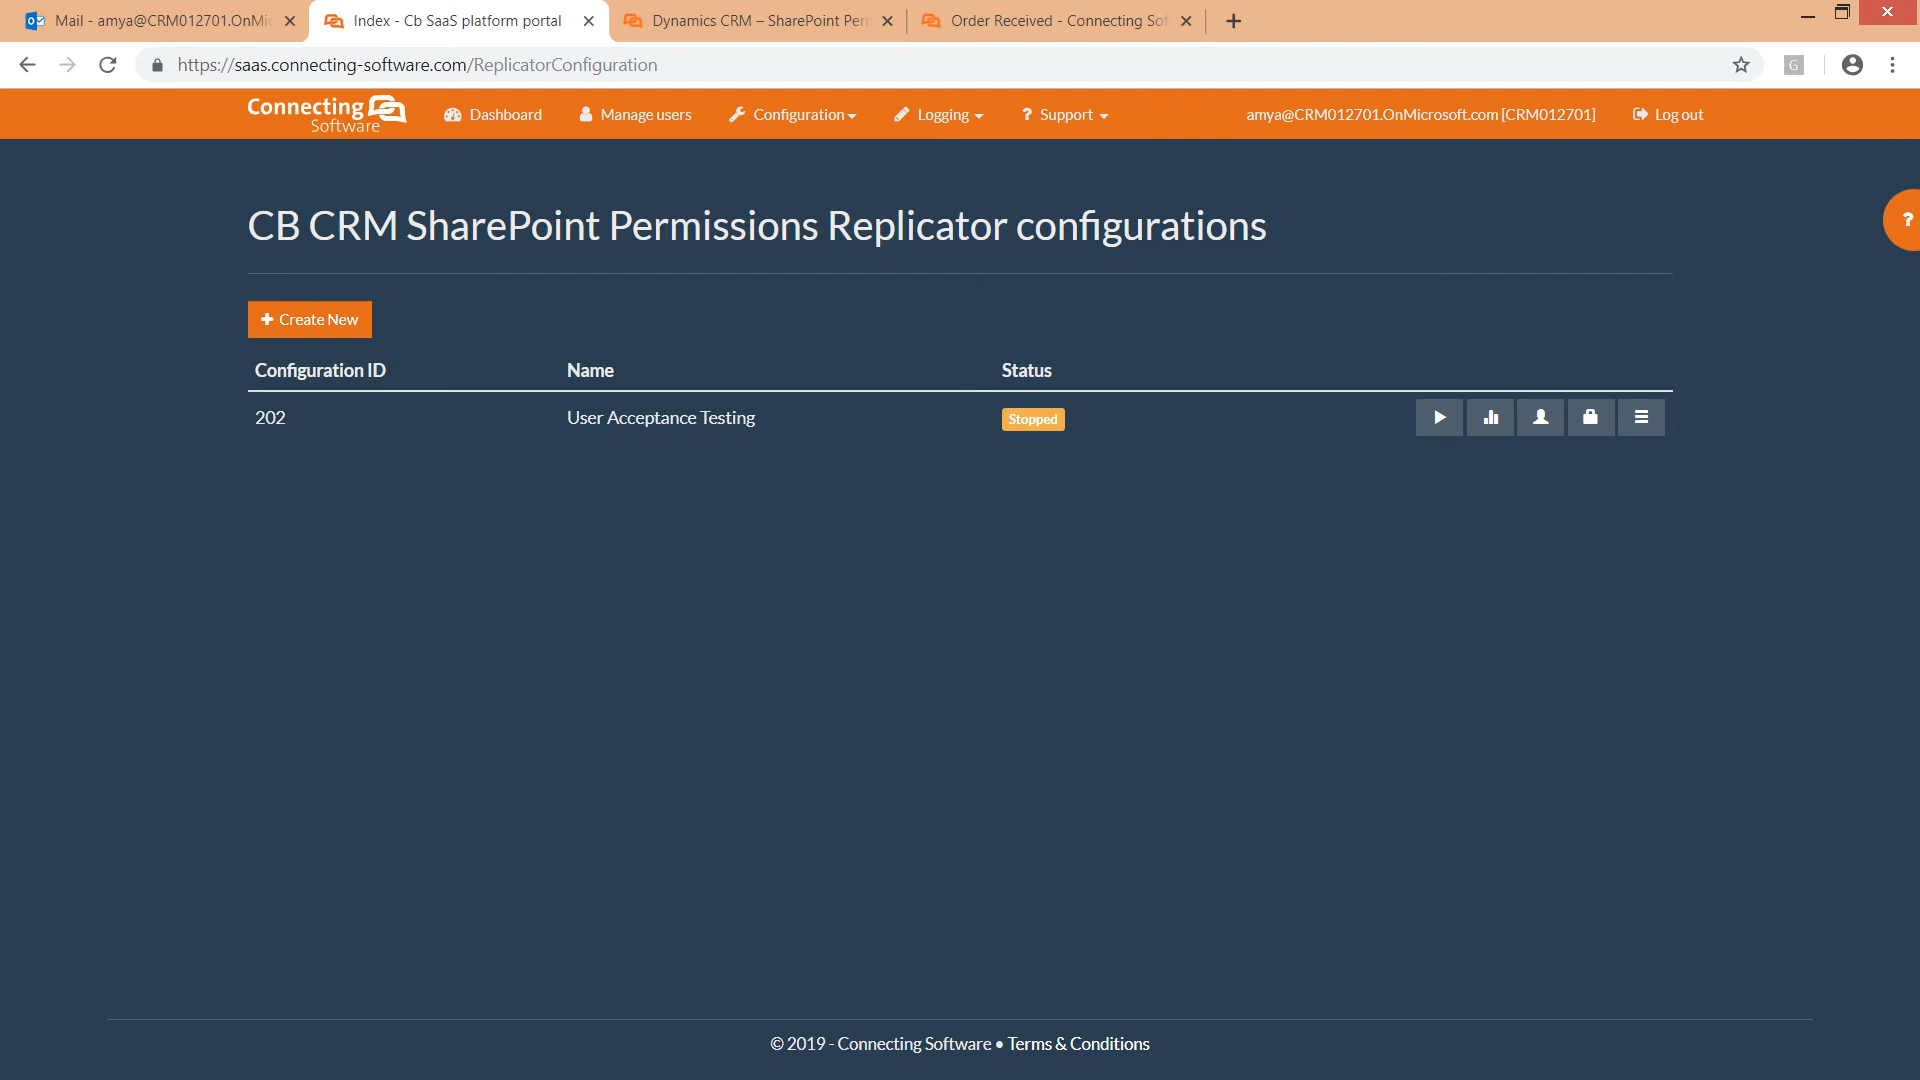 Mail - amya@CRM012701.OnMic
Index - Cb SaaS platform portal
Dynamics CRM – SharePoint Per
Order Received - Connecting Sof
https://saas.connecting-software.com/ReplicatorConfiguration
G
Connecting
Software
Dashboard
Manage users
Configuration
Logging
? Support
amya@CRM012701.OnMicrosoft.com [CRM012701]
Log out
CB CRM SharePoint Permissions Replicator configurations
?
+ Create New
Configuration ID Name Status
202 User Acceptance Testing Stopped
© 2019 - Connecting Software • Terms & Conditions